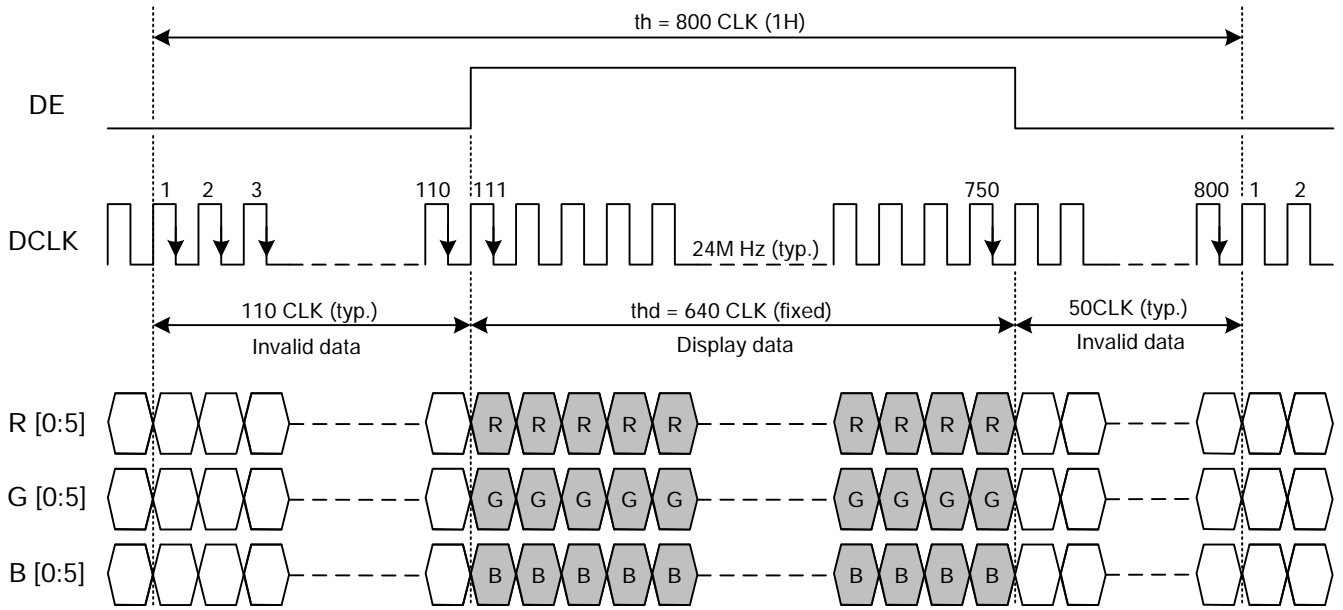 th = 800 CLK (1H)
DE
1 2 3 110 111 750 800 1 2
DCLK
24M Hz (typ.)
110 CLK (typ.) thd = 640 CLK (fixed) 50CLK (typ.)
Invalid data Display data Invalid data
R [0:5] R R R R R R R R R
G [0:5] G G G G G G G G G
B [0:5] B B B B B B B B B